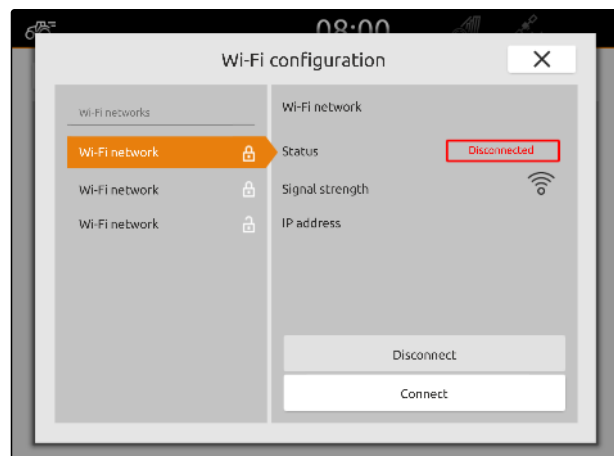 08:00
Wi-Fi configuration
Wi-Fi networks
Wi-Fi network
Wi-Fi network
Wi-Fi network
Wi-Fi network
Status
Disconnected
Signal strength
IP address
Disconnect
Connect